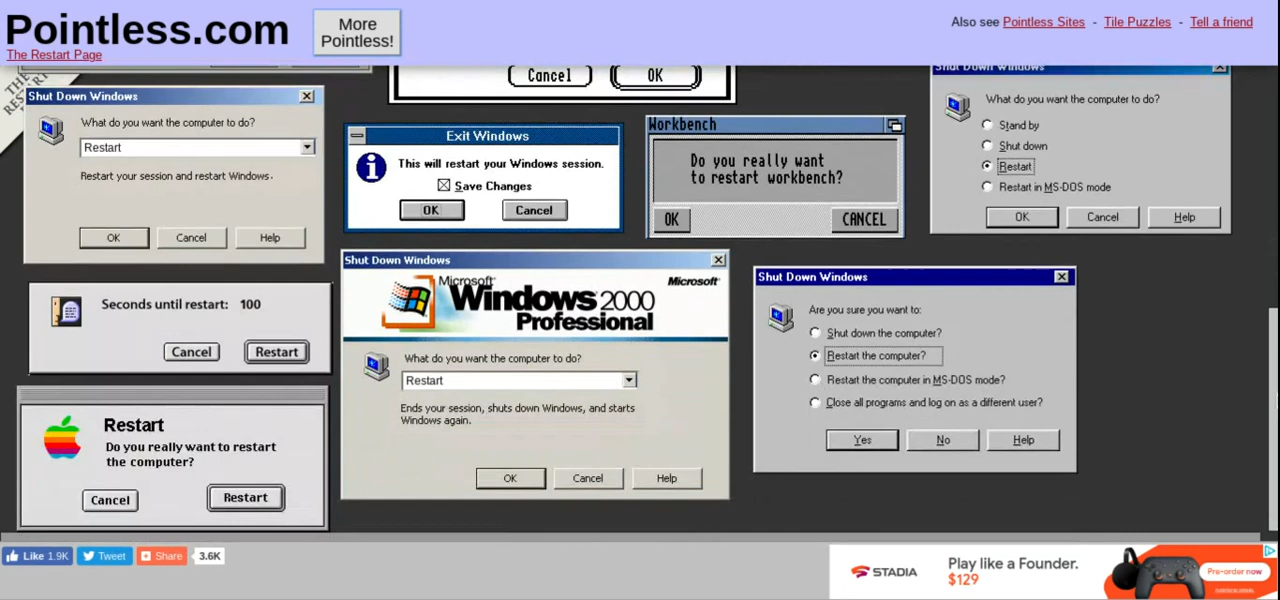 Pointless.com
More
Pointless!
Also see Pointless Sites - Tile Puzzles - Tell a friend
The Restart Page
Cancel
OK
Shut Down Windows
What do you want the computer to do?
Restart
Restart your session and restart Windows.
OK
Cancel
Help
Exit Windows
This will restart your Windows session.
Save Changes
OK
Cancel
Workbench
Do you really want
to restart workbench?
OK
CANCEL
Shut Down Windows
What do you want the computer to do?
Stand by
Shut down
Restart
Restart in MS-DOS mode
OK
Cancel
Help
Seconds until restart: 100
Cancel
Restart
Restart
Do you really want to restart
the computer?
Cancel
Restart
Shut Down Windows
Microsoft
Microsoft
Windows 2000
Professional
What do you want the computer to do?
Restart
Ends your session, shuts down Windows, and starts
Windows again.
OK
Cancel
Help
Shut Down Windows
Are you sure you want to:
Shut down the computer?
Restart the computer?
Restart the computer in MS-DOS mode?
Close all programs and log on as a different user?
Yes
No
Help
Like 1.9K
Tweet
Share
3.6K
STADIA
Play like a Founder.
$129
Pre-order now